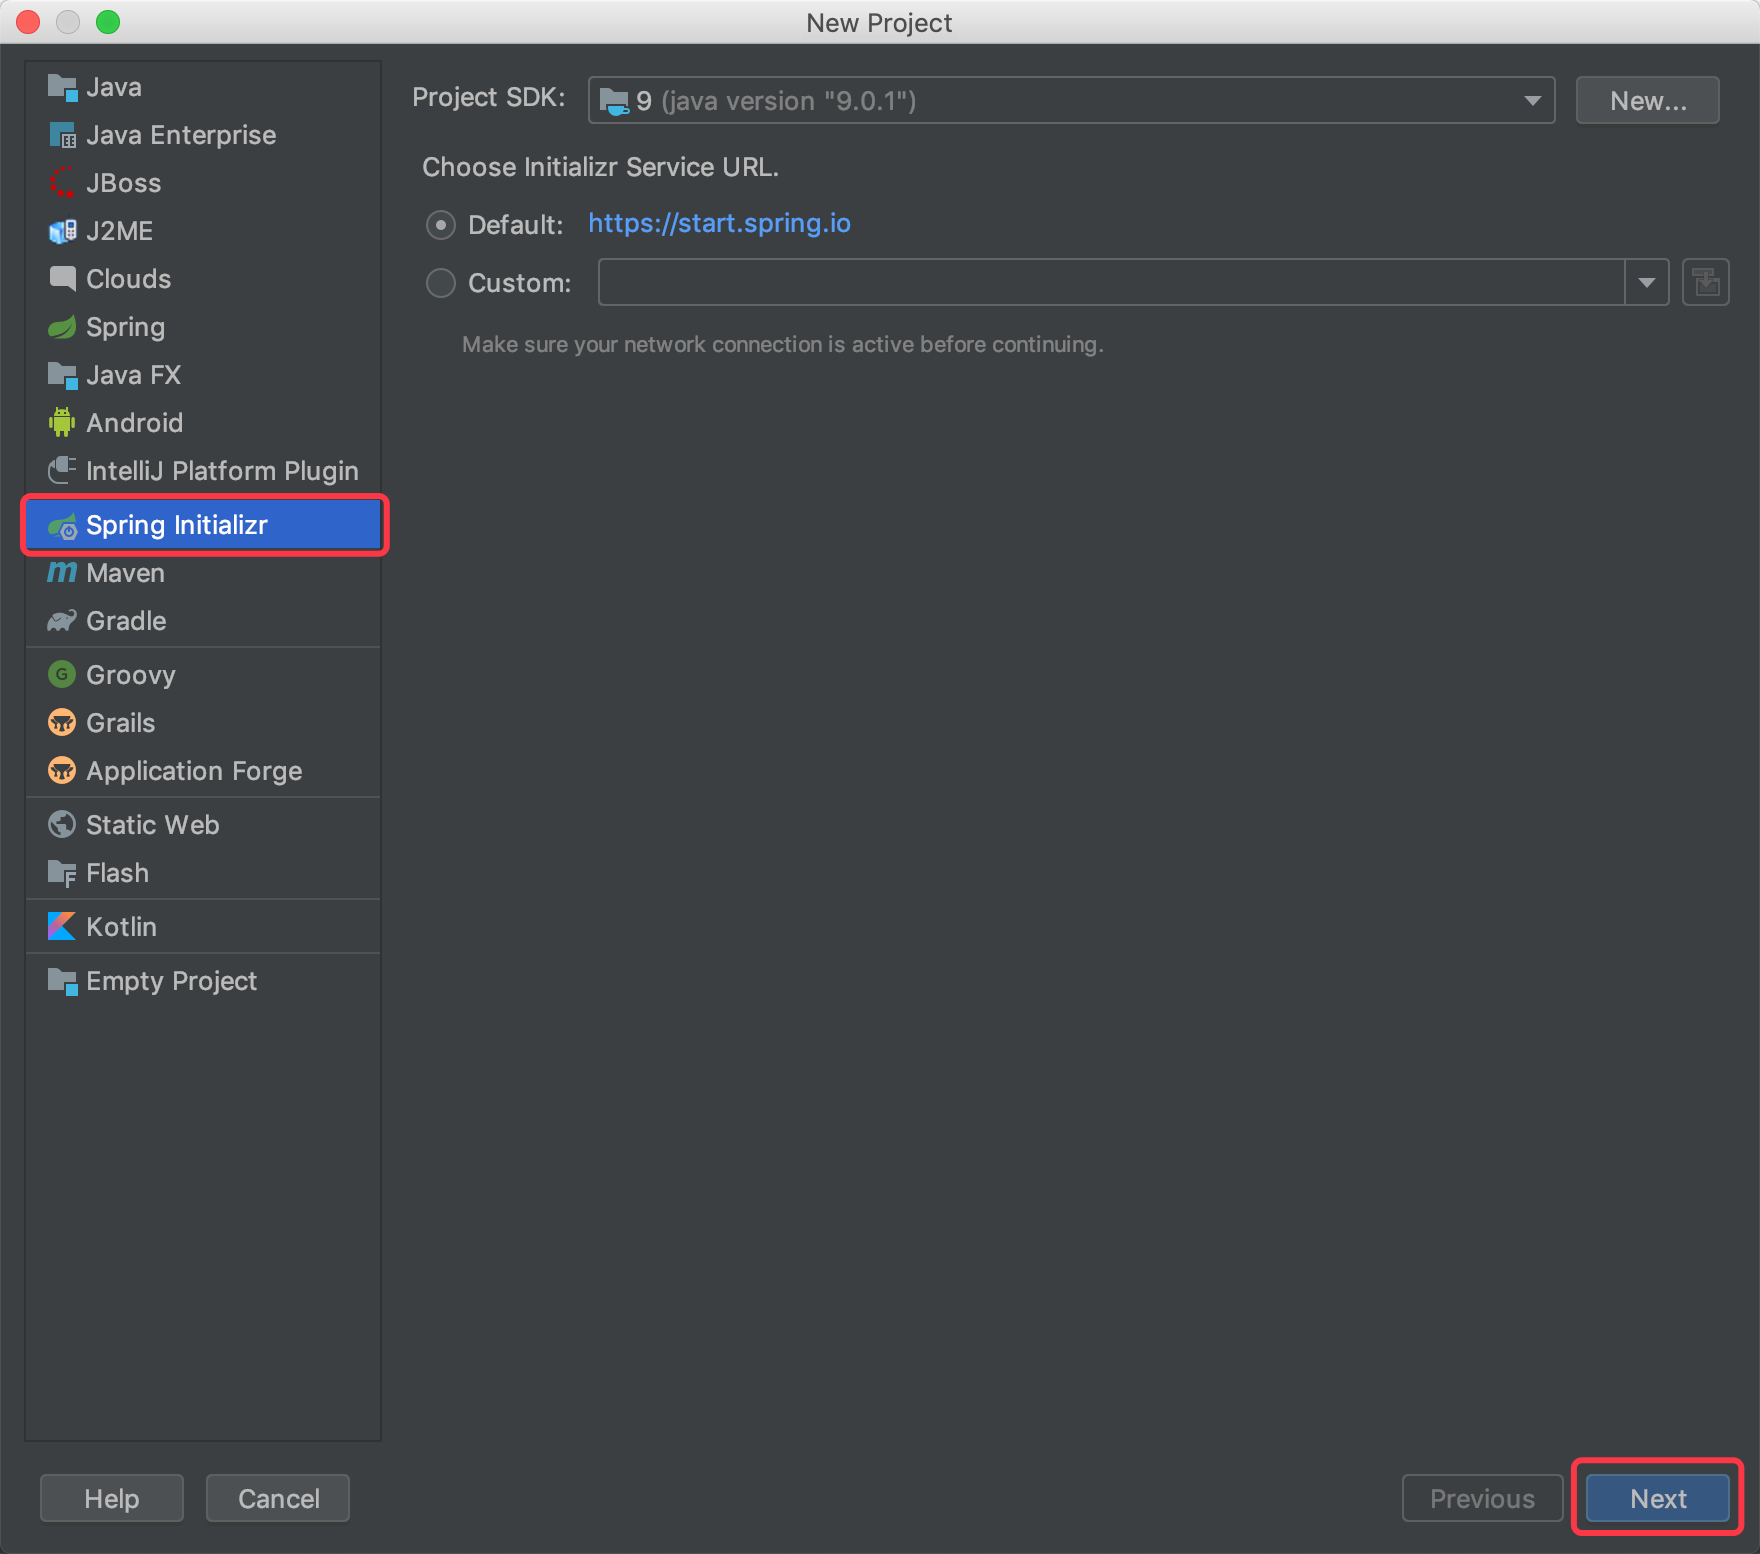 New Project
Java
Java Enterprise
JBoss
J2ME
Clouds
Spring
Java FX
Android
IntelliJ Platform Plugin
Spring Initializr
Maven
Gradle
Groovy
Grails
Application Forge
Static Web
Flash
Kotlin
Empty Project
Project SDK: 9 (java version "9.0.1") New...
Choose Initializr Service URL.
Default: https://start.spring.io
Custom:
Make sure your network connection is active before continuing.
Help Cancel Previous Next